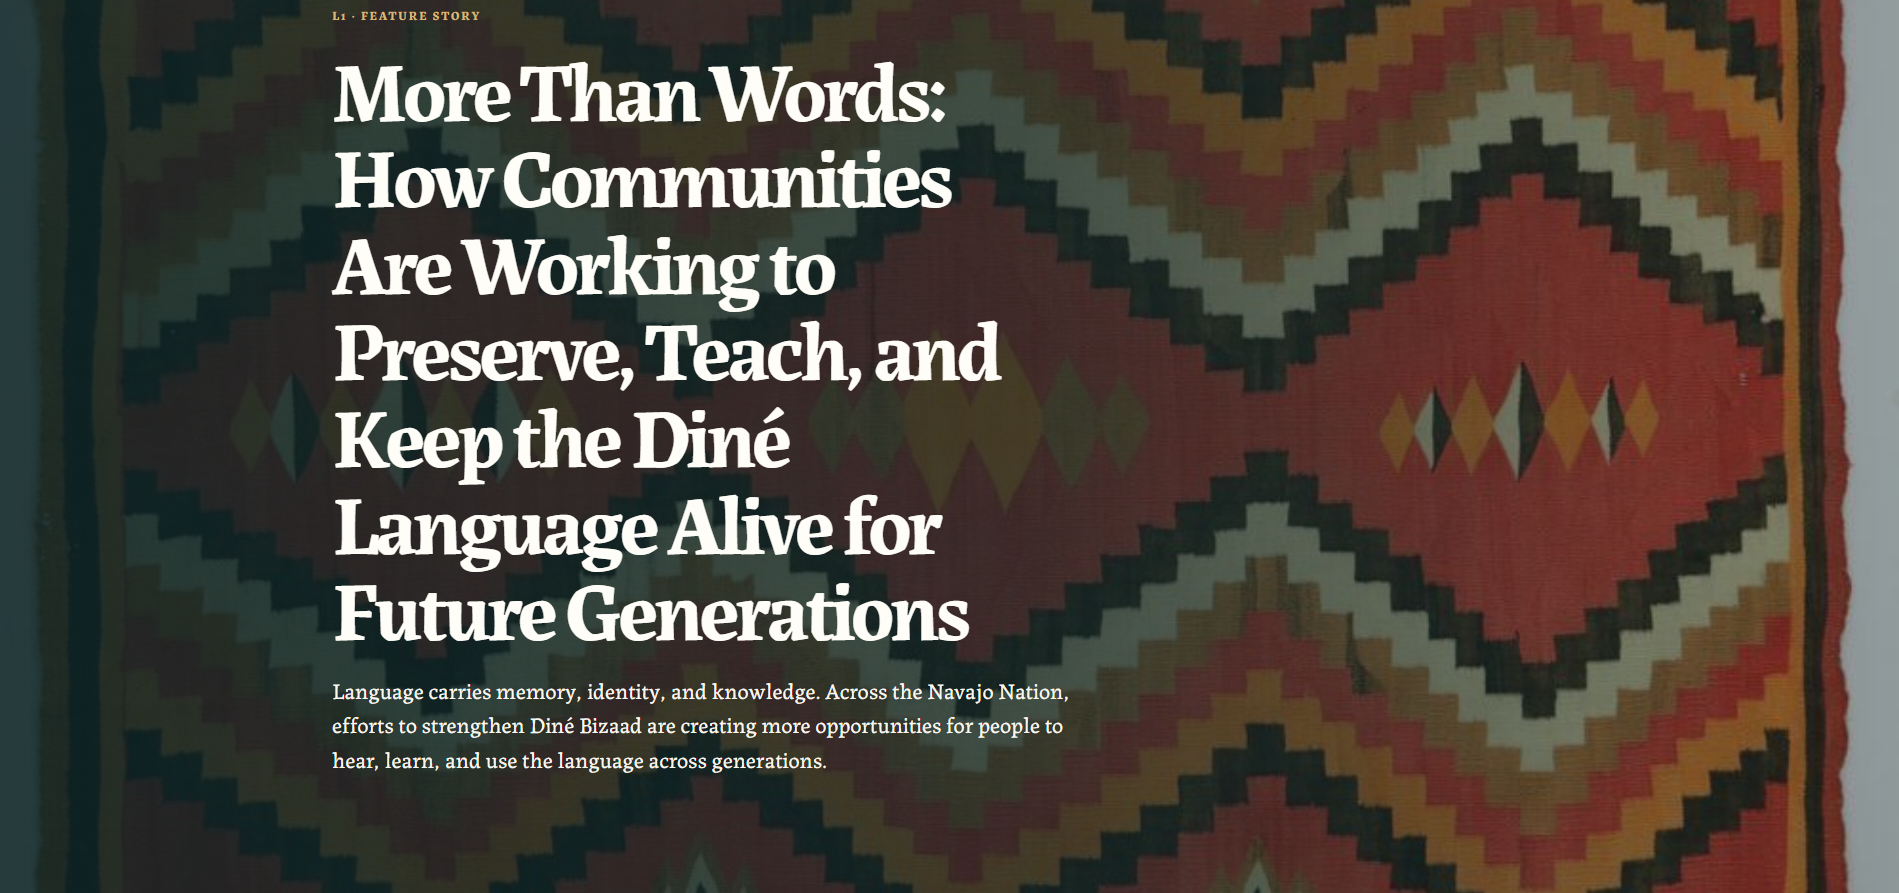 L1 · FEATURE STORY
More Than Words:
How Communities
Are Working to
Preserve, Teach, and
Keep the Diné
Language Alive for
Future Generations
Language carries memory, identity, and knowledge. Across the Navajo Nation,
efforts to strengthen Diné Bizaad are creating more opportunities for people to
hear, learn, and use the language across generations.